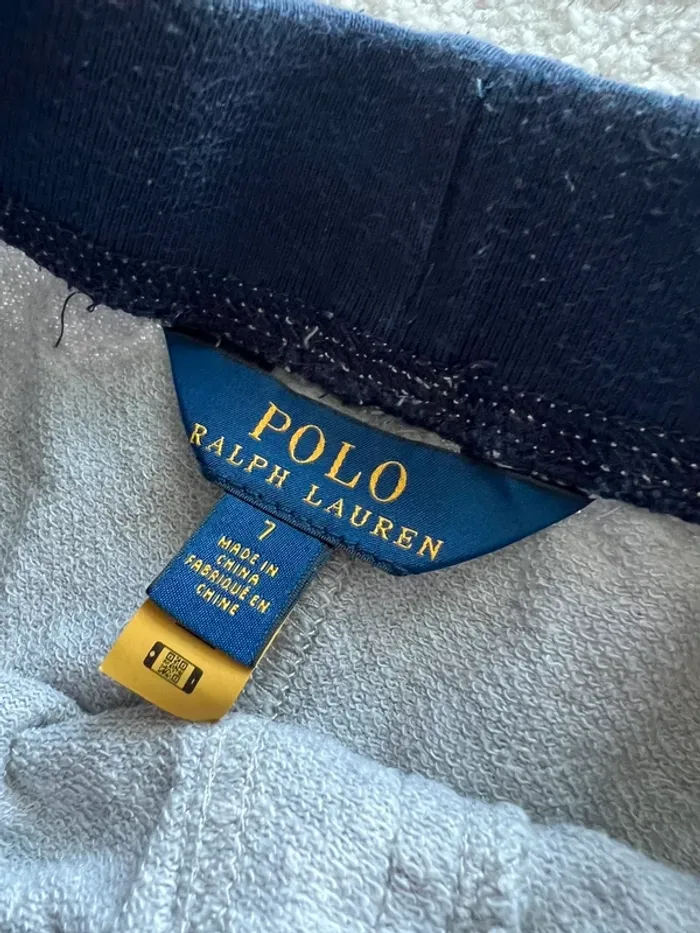 POLO
RALPH LAUREN
7
MADE IN
CHINA
FABRIQUÉ EN
CHINE